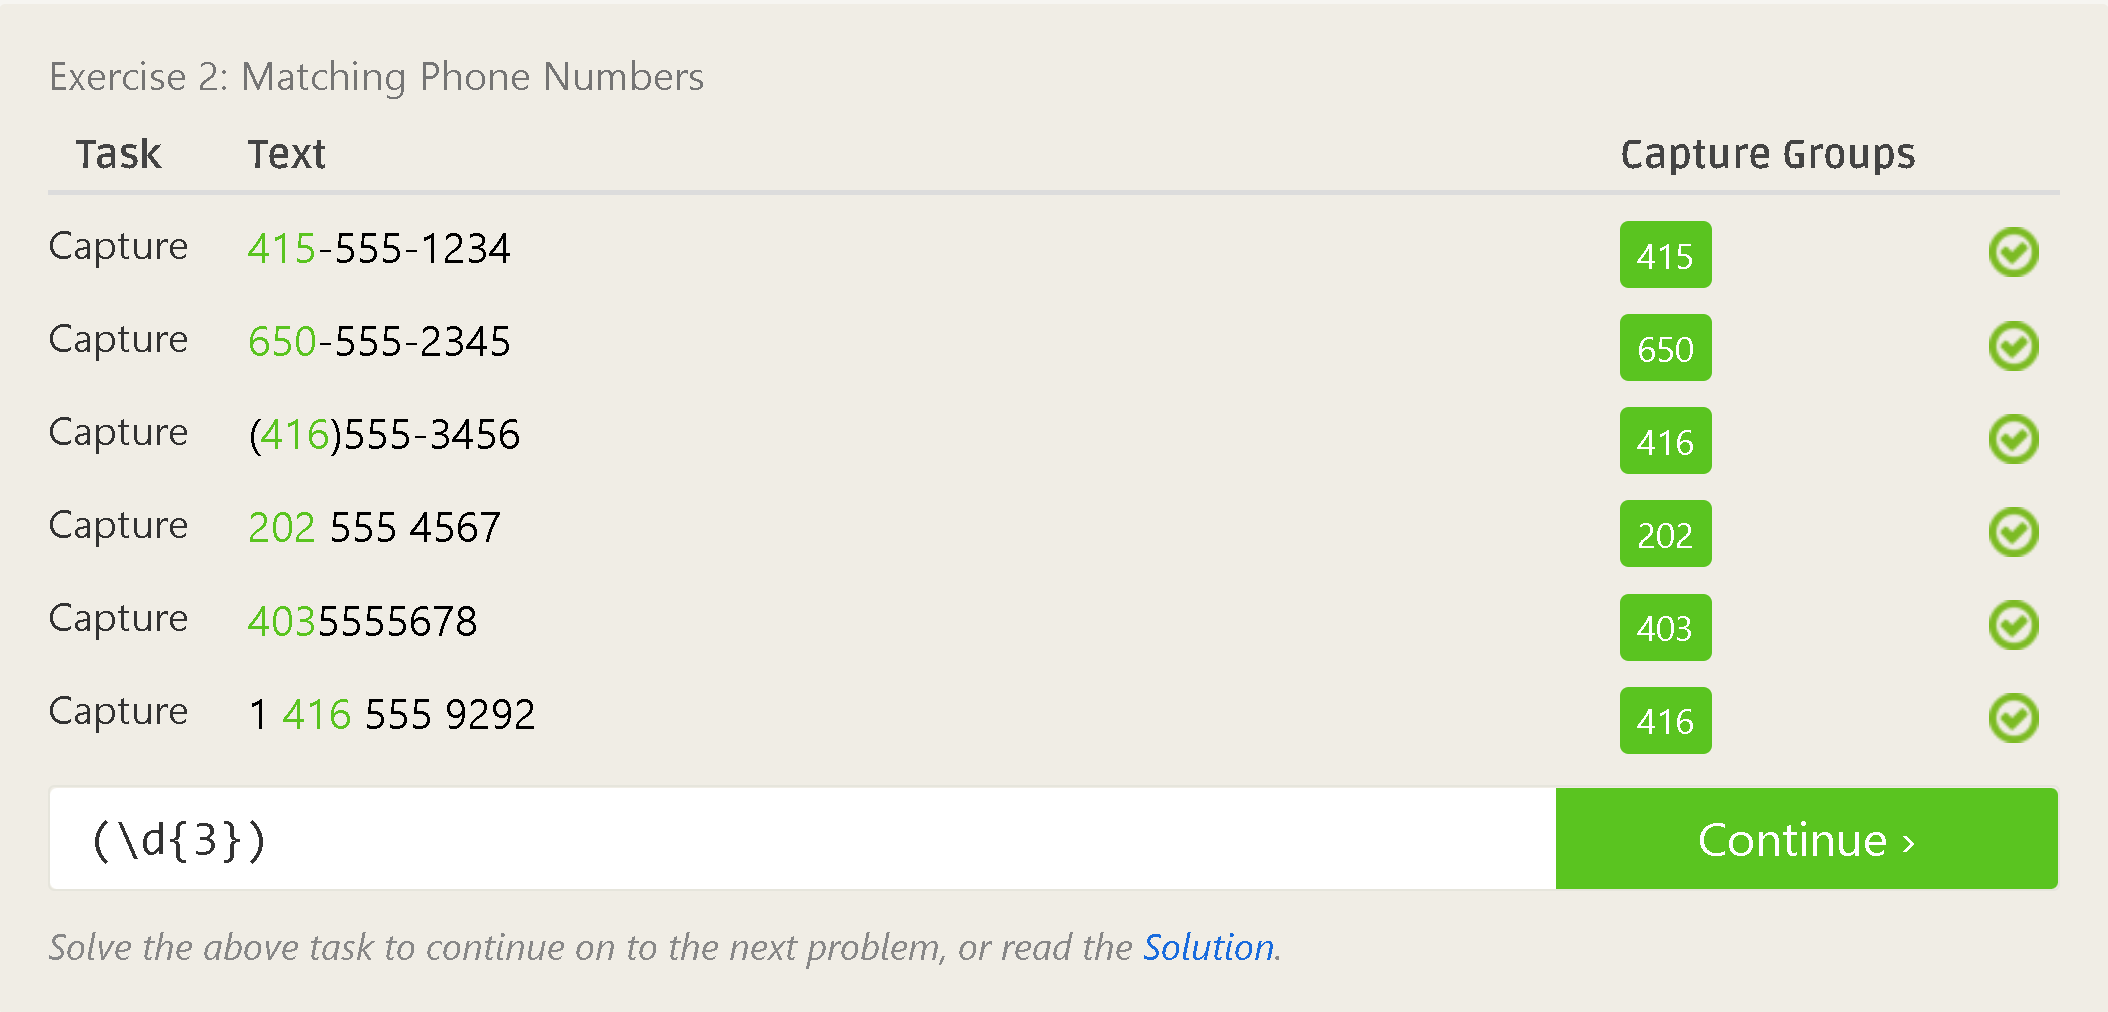 Exercise 2: Matching Phone Numbers
Task Text Capture Groups
Capture 415-555-1234 415
Capture 650-555-2345 650
Capture (416)555-3456 416
Capture 202 555 4567 202
Capture 4035555678 403
Capture 1 416 555 9292 416
(\d{3}) Continue ›
Solve the above task to continue on to the next problem, or read the Solution.